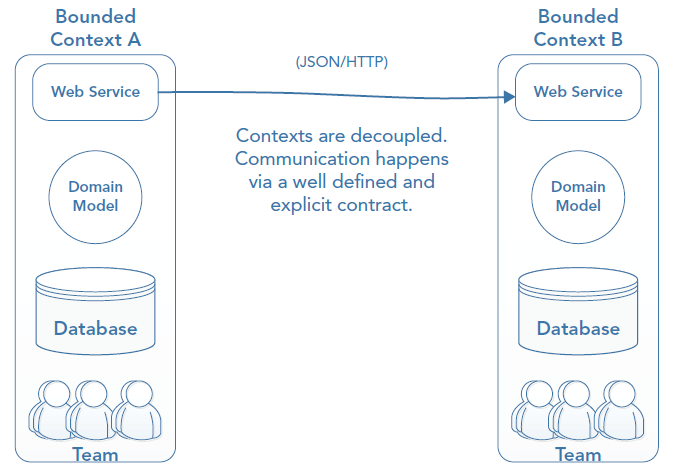 Bounded
Context A
Web Service
Domain
Model
Database
Team
(JSON/HTTP)
Contexts are decoupled.
Communication happens
via a well defined and
explicit contract.
Bounded
Context B
Web Service
Domain
Model
Database
Team